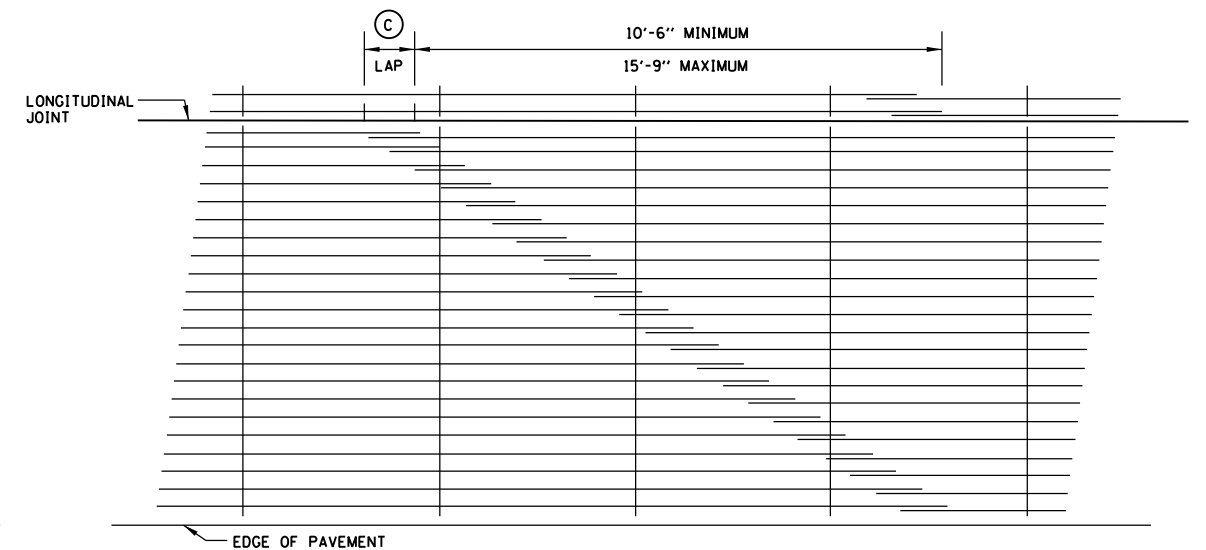 C
LAP
10'-6'' MINIMUM
15'-9'' MAXIMUM
LONGITUDINAL
JOINT
EDGE OF PAVEMENT